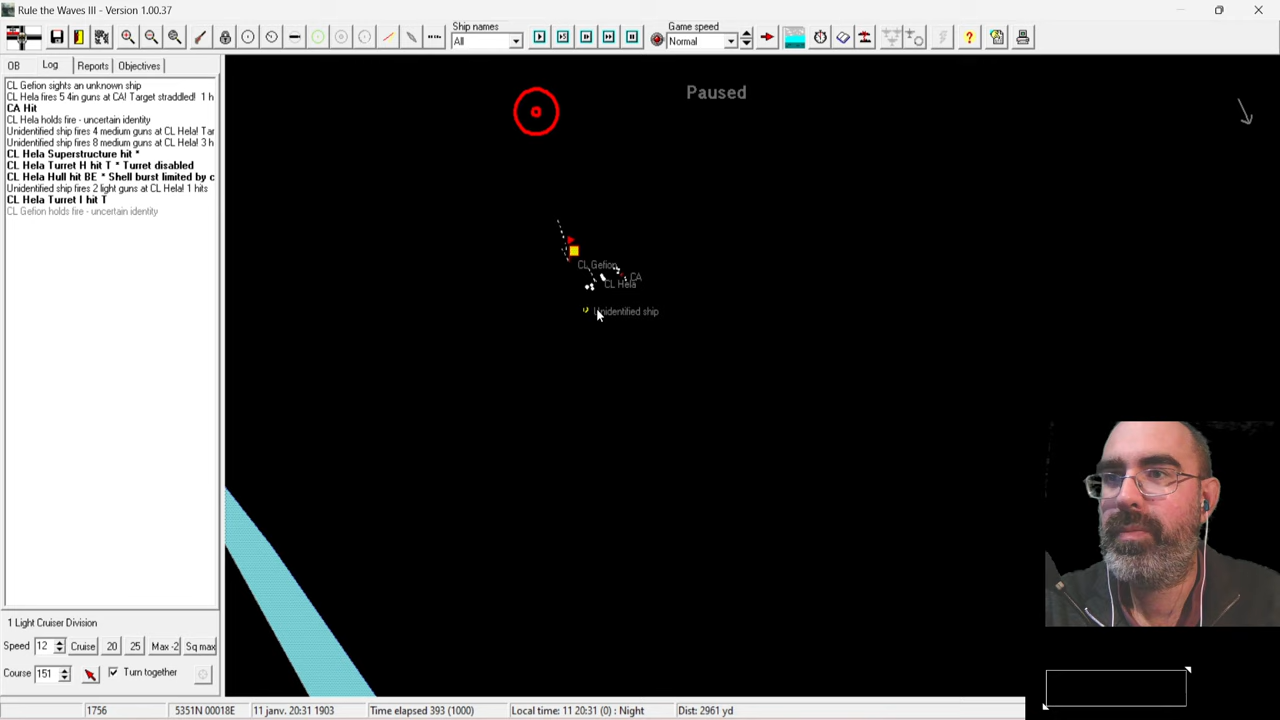 Rule the Waves III - Version 1.00.37
Ship names
All
Game speed
Normal
OB
Log
Reports
Objectives
CL Gefion sights an unknown ship
CL Hela fires 5 4in guns at CA! Target straddled! 1 h
CA Hit
CL Hela holds fire - uncertain identity
Unidentified ship fires 4 medium guns at CL Hela! Tar
Unidentified ship fires 8 medium guns at CL Hela! 3 h
CL Hela Superstructure hit *
CL Hela Turret H hit T * Turret disabled
CL Hela Hull hit BE * Shell burst limited by c
Unidentified ship fires 2 light guns at CL Hela! 1 hits
CL Hela Turret I hit T
CL Gefion holds fire - uncertain identity
Paused
CL Gefion
CA
CL Hela
Unidentified ship
1 Light Cruiser Division
Speed 12 Cruise 20 25 Max -2 Sq max
Course 151 Turn together
1756
5351N 00018E
11 janv. 20:31 1903
Time elapsed 393 (1000)
Local time: 11 20:31 (0) : Night
Dist: 2961 yd